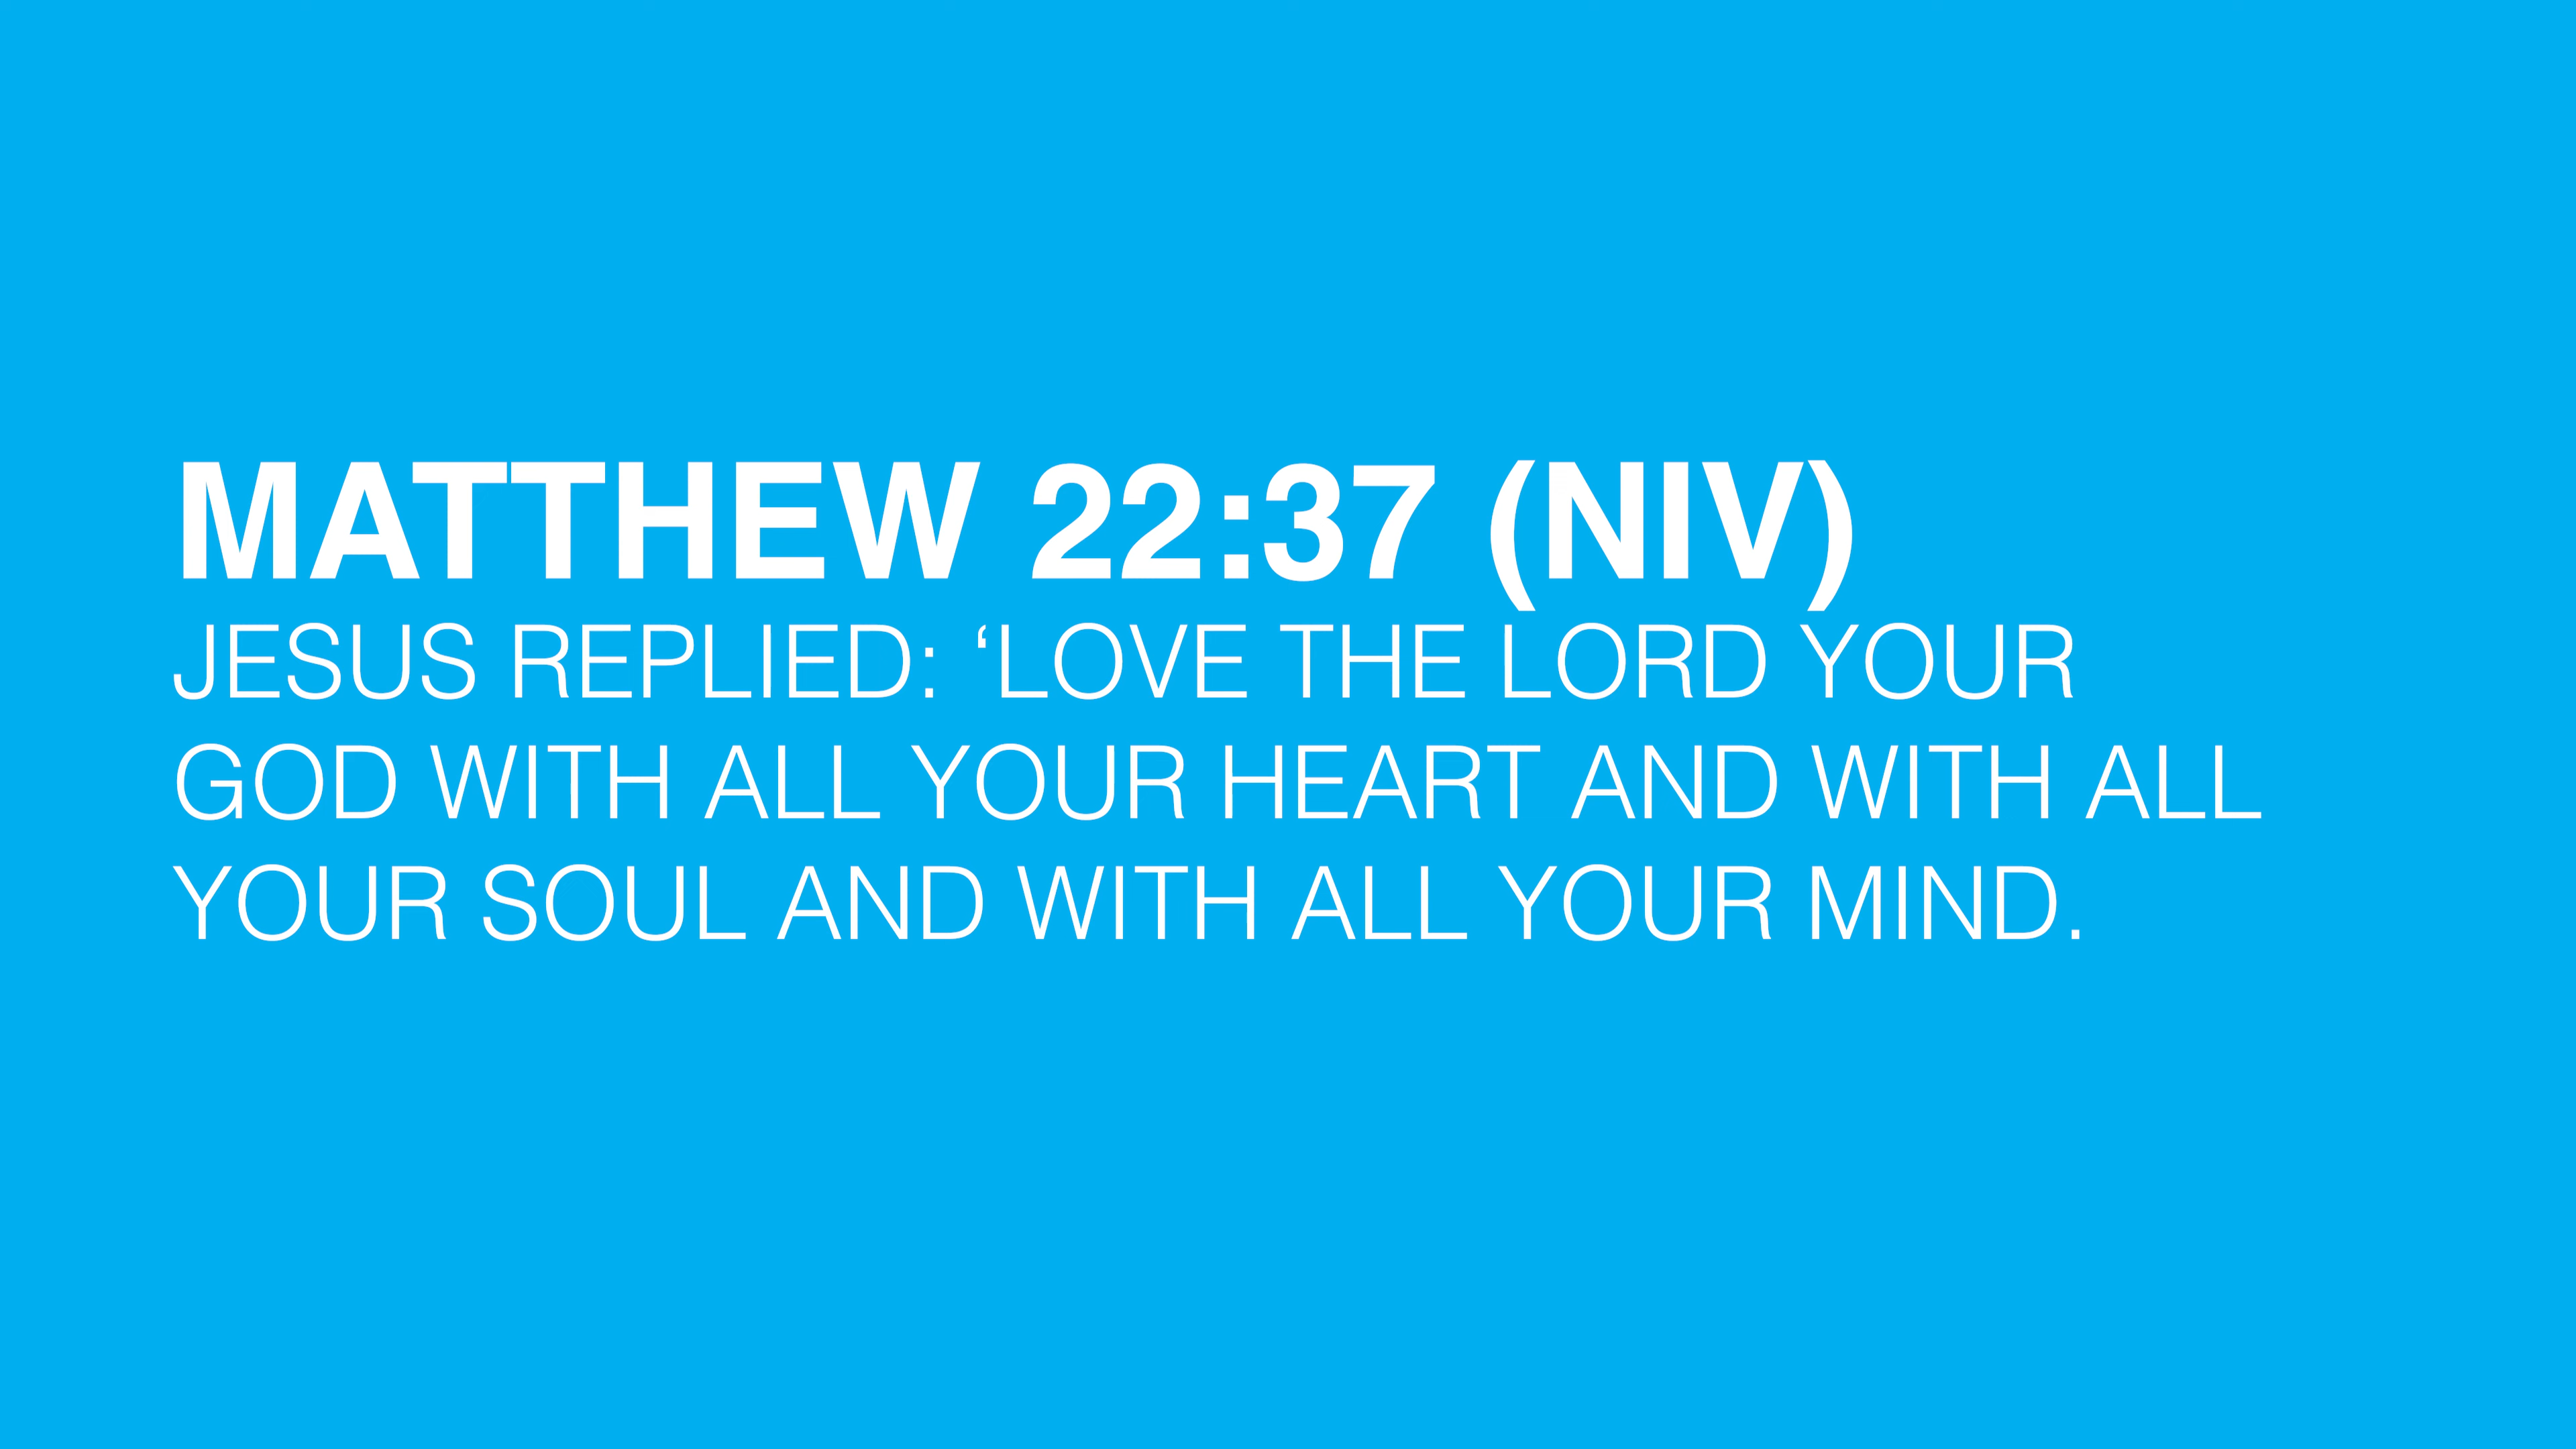 MATTHEW 22:37 (NIV)
JESUS REPLIED: ‘LOVE THE LORD YOUR
GOD WITH ALL YOUR HEART AND WITH ALL
YOUR SOUL AND WITH ALL YOUR MIND.